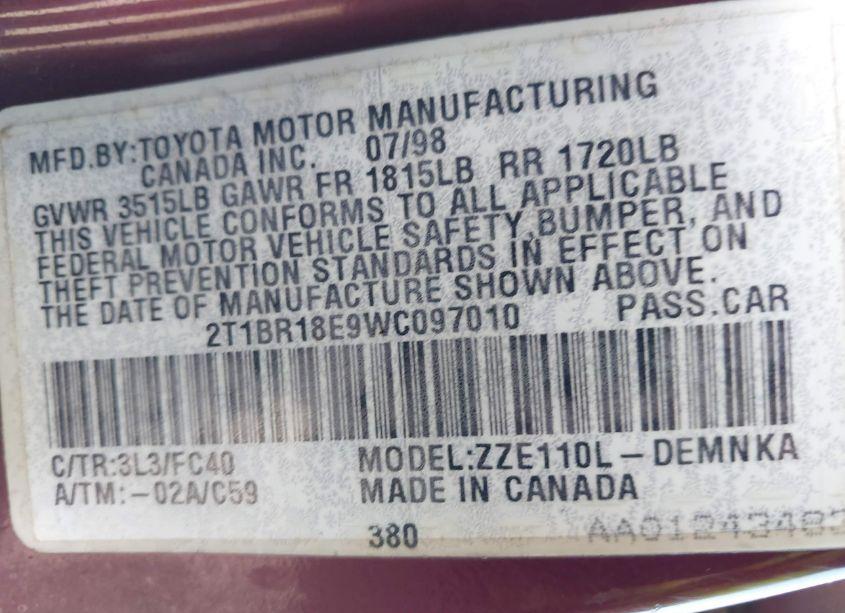 MFD.BY:TOYOTA MOTOR MANUFACTURING
CANADA INC. 07/98
GVWR 3515LB GAWR FR 1815LB RR 1720LB
THIS VEHICLE CONFORMS TO ALL APPLICABLE
FEDERAL MOTOR VEHICLE SAFETY,BUMPER, AND
THEFT PREVENTION STANDARDS IN EFFECT ON
THE DATE OF MANUFACTURE SHOWN ABOVE.
2T1BR18E9WC097010 PASS.CAR
C/TR:3L3/FC40 MODEL:ZZE110L-DEMNKA
A/TM:-02A/C59 MADE IN CANADA
380